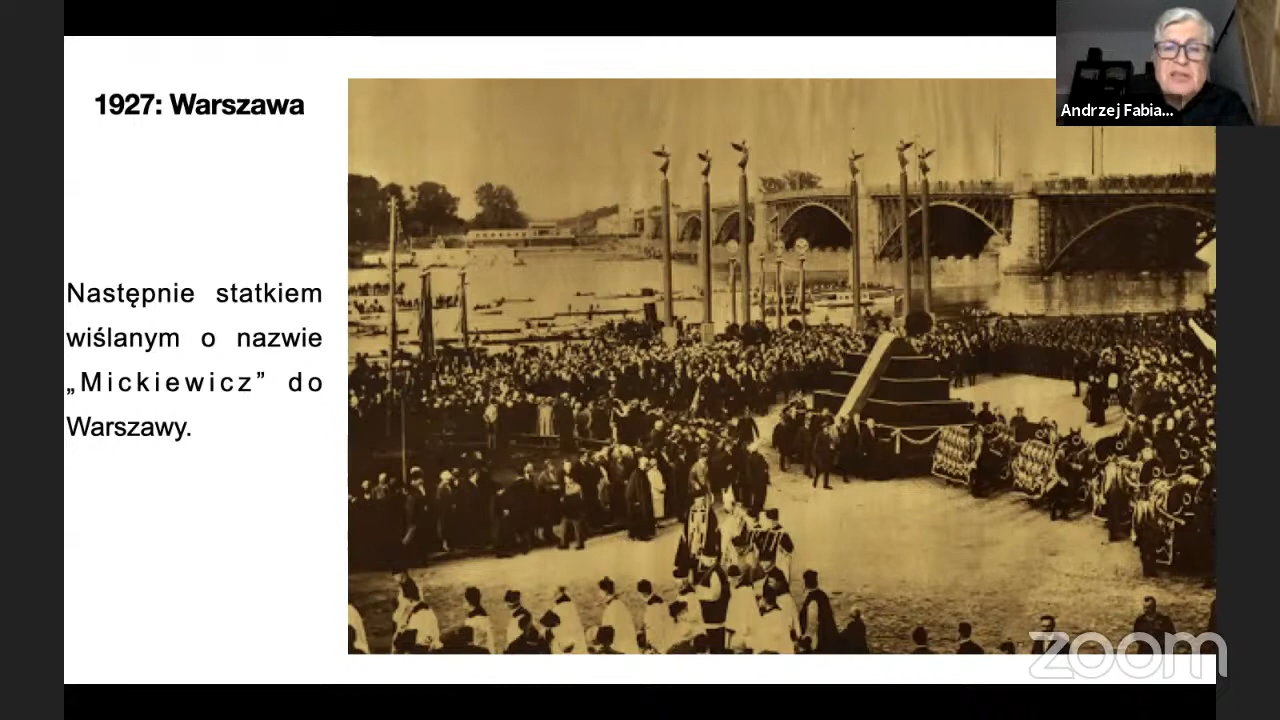 1927: Warszawa
Andrzej Fabia...
Następnie statkiem
wiślanym o nazwie
„Mickiewicz” do
Warszawy.
zoom